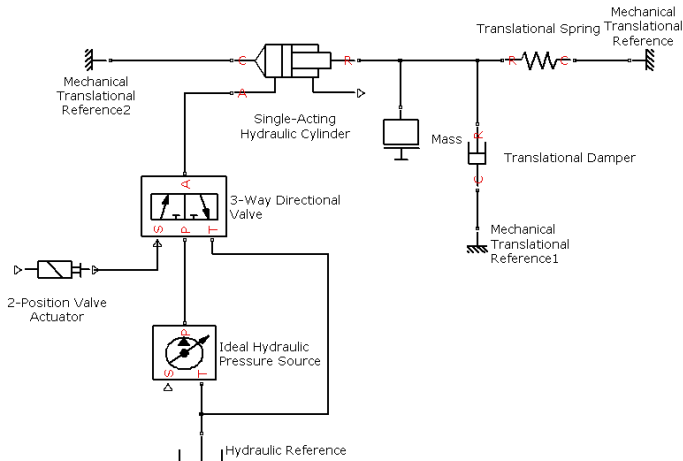 Mechanical
Translational
Reference
Translational Spring
C
R
R
C
Mechanical
Translational
Reference2
A
Single-Acting
Hydraulic Cylinder
Mass
R
Translational Damper
C
A
3-Way Directional
Valve
S
P
T
Mechanical
Translational
Reference1
2-Position Valve
Actuator
P
Ideal Hydraulic
Pressure Source
S
T
Hydraulic Reference